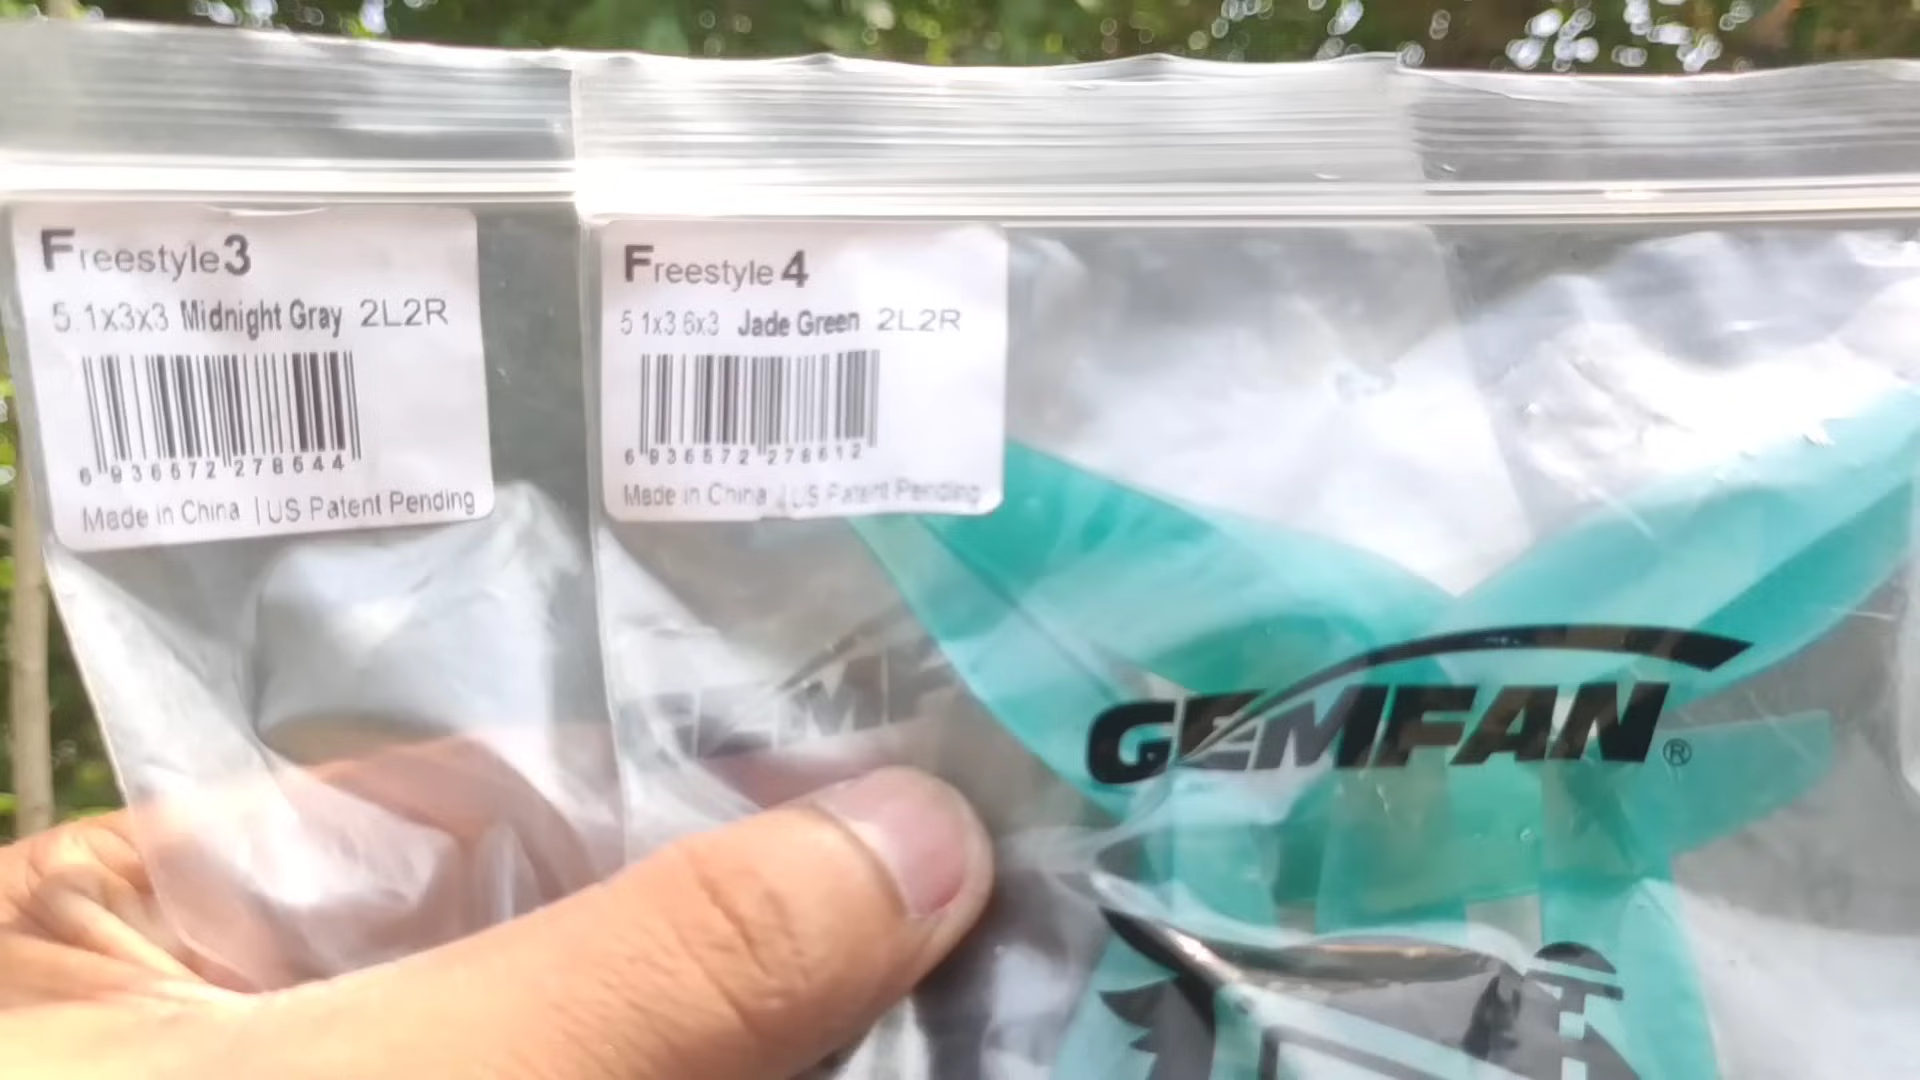 Freestyle3
5.1x3x3 Midnight Gray 2L2R
6 936672 278644
Made in China | US Patent Pending
Freestyle 4
5.1x3.6x3 Jade Green 2L2R
6 936672 278612
Made in China | US Patent Pending
GEM
GEMFAN®